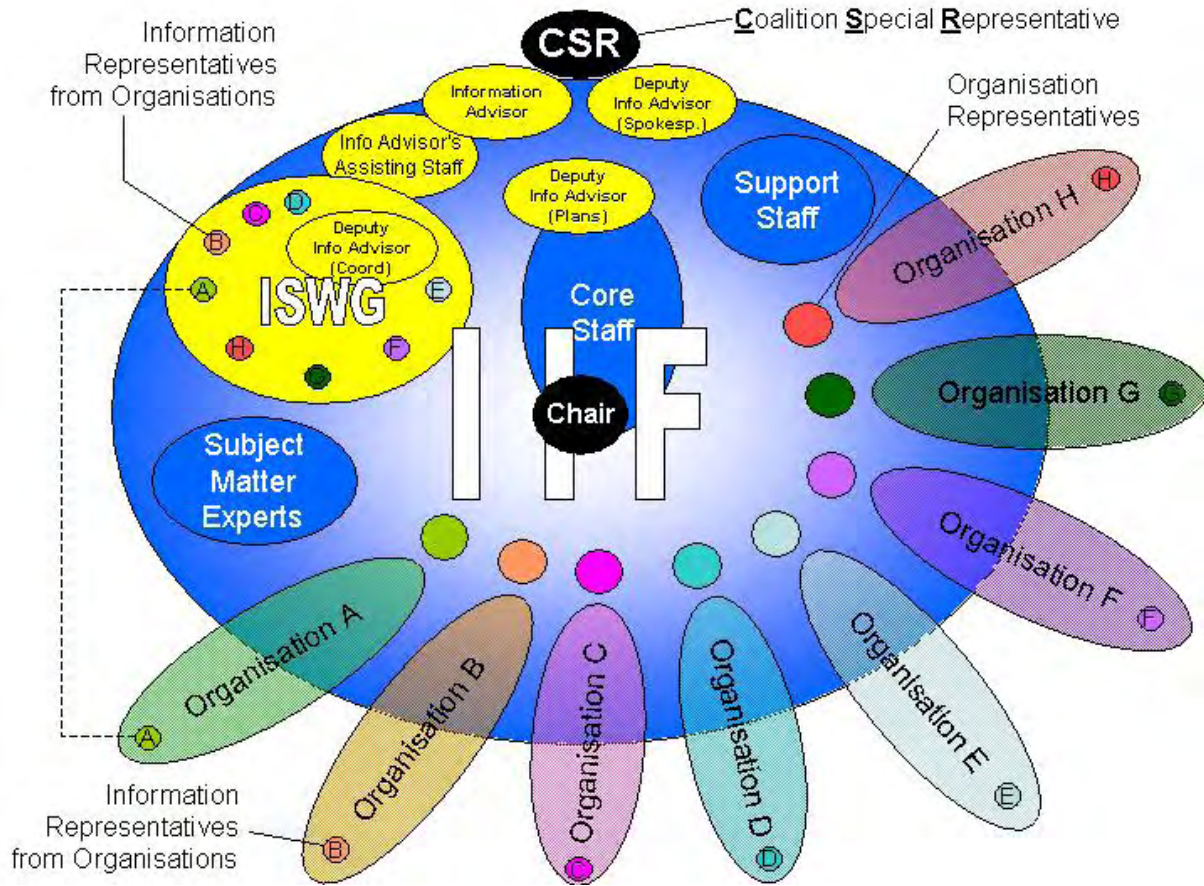 Information
Representatives
from Organisations
CSR
Coalition Special Representative
Organisation
Representatives
Information
Advisor
Deputy
Info Advisor
(Spokesp.)
Info Advisor's
Assisting Staff
Deputy
Info Advisor
(Plans)
Support
Staff
D
C
B
Deputy
Info Advisor
(Coord)
A
E
ISWG
H
F
G
Core
Staff
IIF
Chair
Subject
Matter
Experts
H
Organisation H
Organisation G
G
Organisation F
F
Organisation E
E
Organisation D
D
Organisation C
C
Organisation B
B
Organisation A
A
Information
Representatives
from Organisations